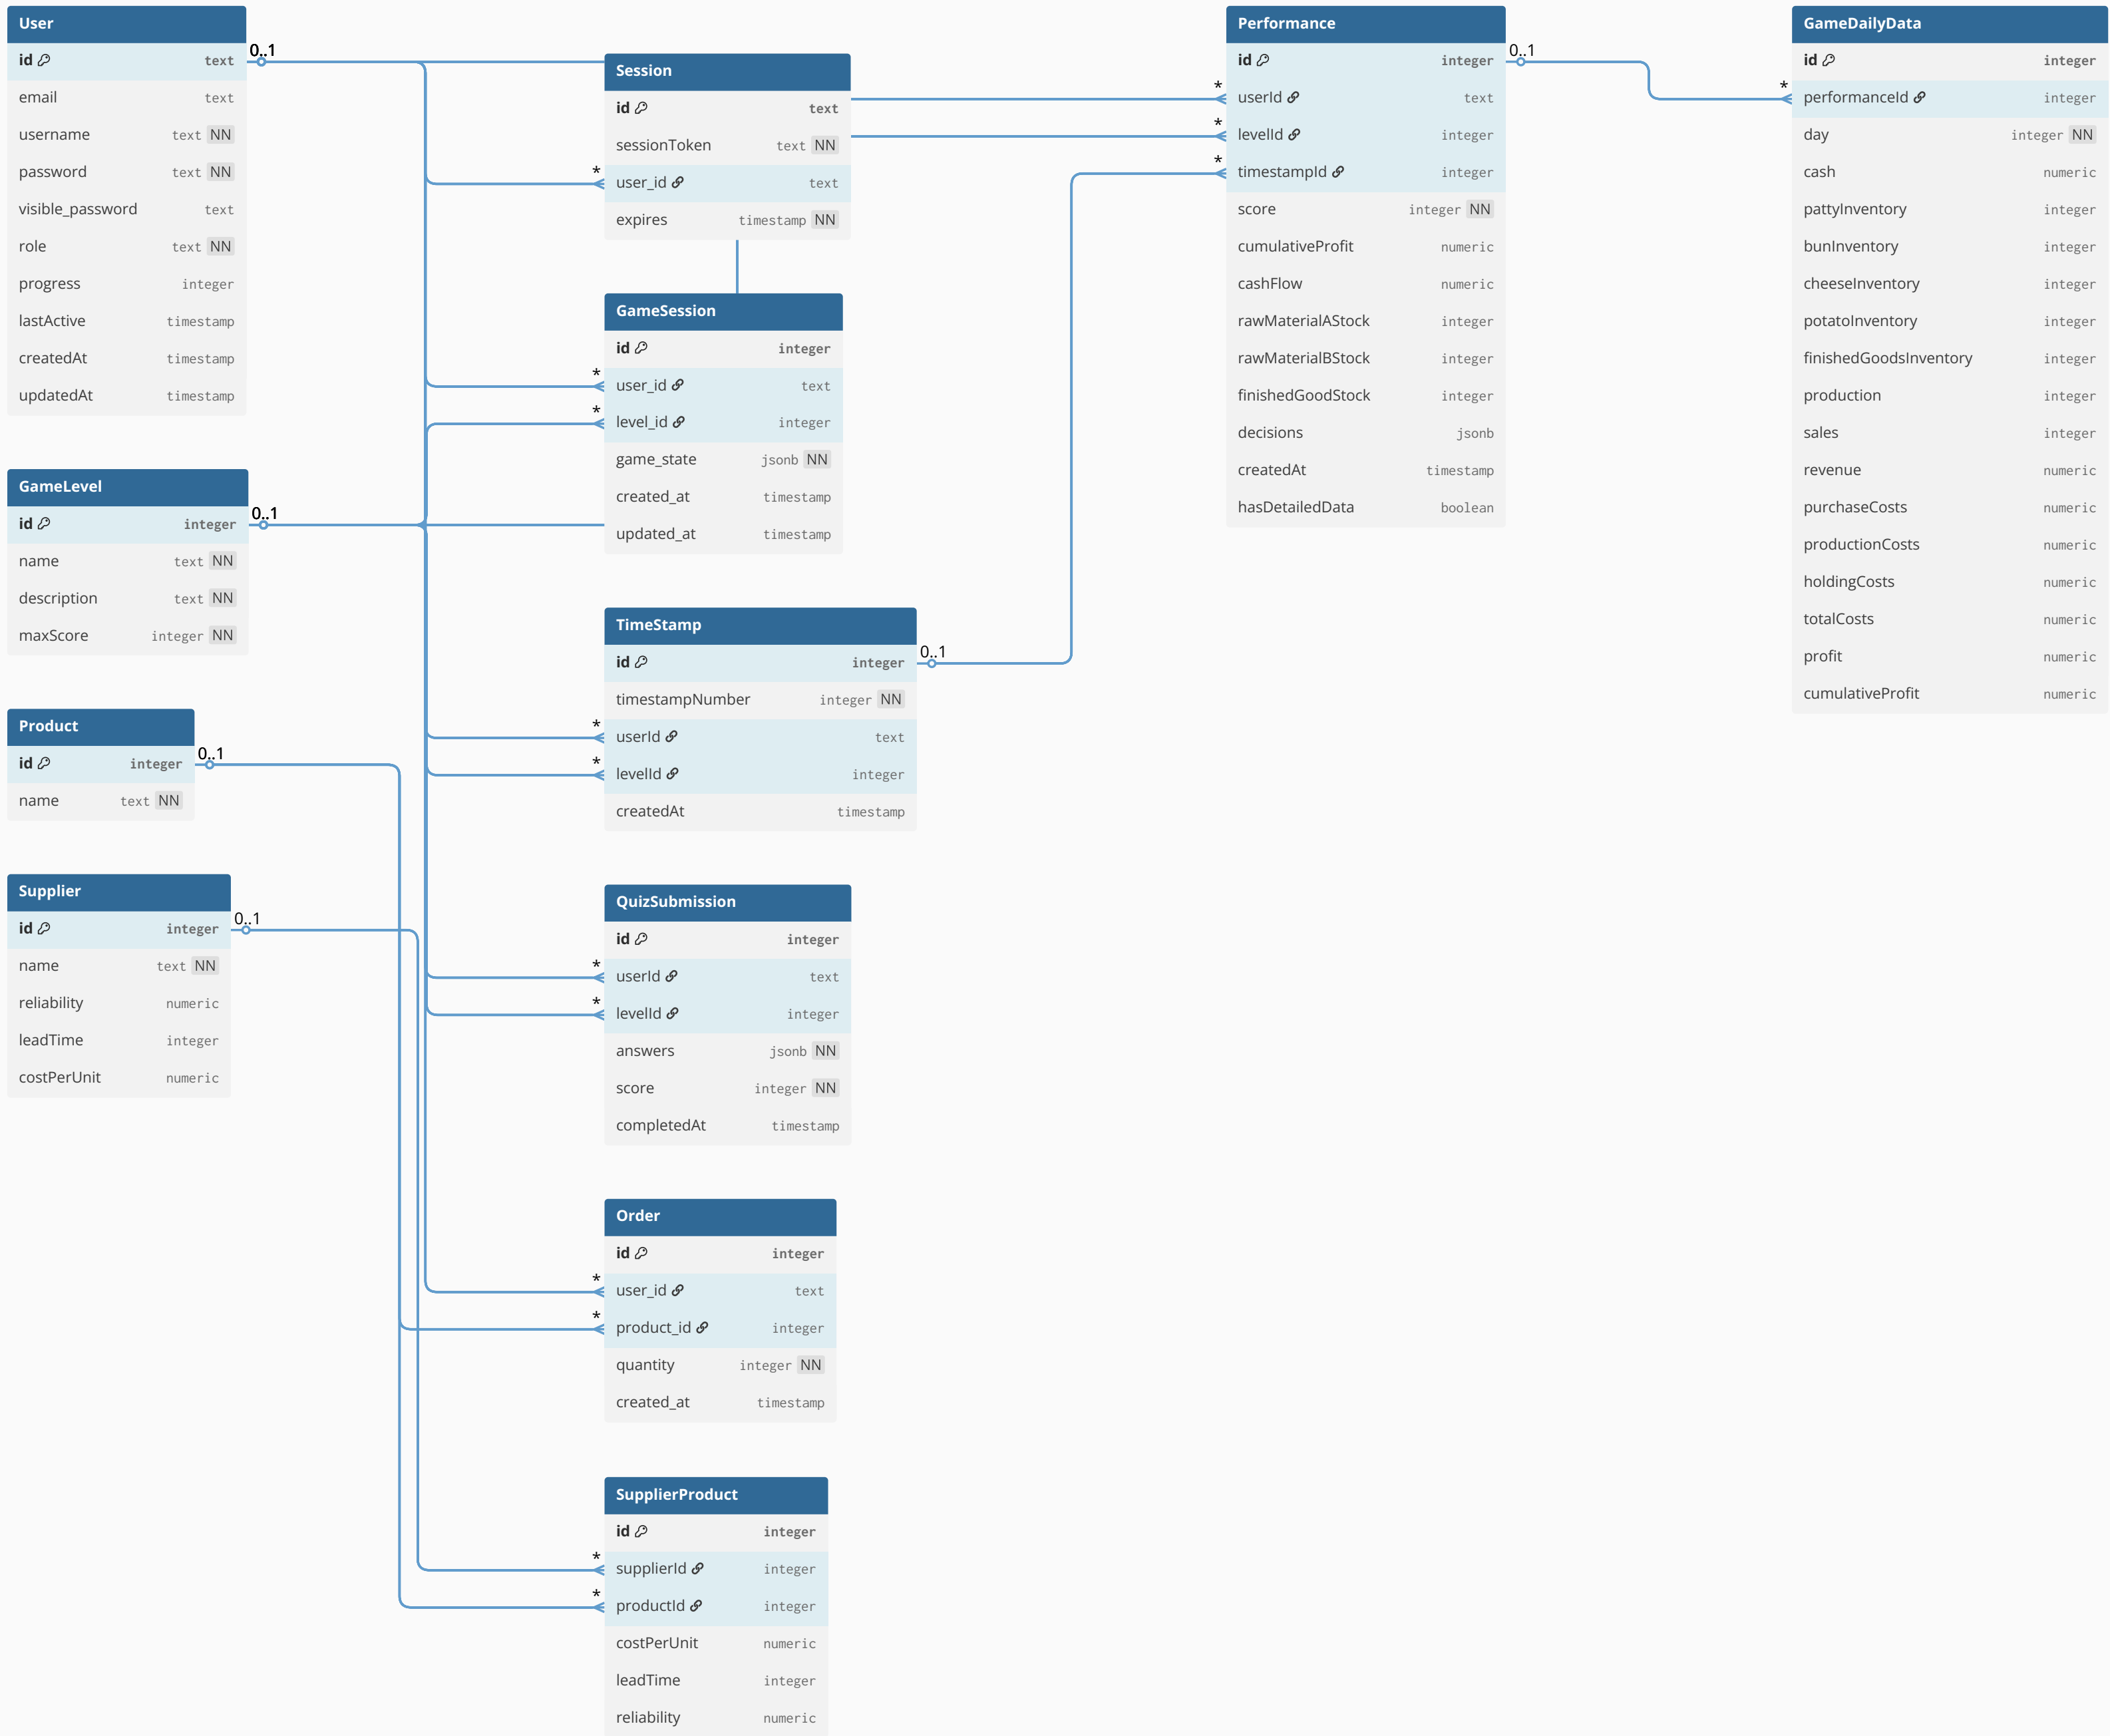 User
id text
email text
username text NN
password text NN
visible_password text
role text NN
progress integer
lastActive timestamp
createdAt timestamp
updatedAt timestamp
0..1
GameLevel
id integer
name text NN
description text NN
maxScore integer NN
0..1
Product
id integer
name text NN
0..1
Supplier
id integer
name text NN
reliability numeric
leadTime integer
costPerUnit numeric
0..1
Session
id text
sessionToken text NN
* user_id text
expires timestamp NN
GameSession
id integer
* user_id text
* level_id integer
game_state jsonb NN
created_at timestamp
updated_at timestamp
TimeStamp
id integer
0..1
timestampNumber integer NN
* userId text
* levelId integer
createdAt timestamp
QuizSubmission
id integer
* userId text
* levelId integer
answers jsonb NN
score integer NN
completedAt timestamp
Order
id integer
* user_id text
* product_id integer
quantity integer NN
created_at timestamp
SupplierProduct
id integer
* supplierId integer
* productId integer
costPerUnit numeric
leadTime integer
reliability numeric
Performance
id integer
0..1
* userId text
* levelId integer
* timestampId integer
score integer NN
cumulativeProfit numeric
cashFlow numeric
rawMaterialAStock integer
rawMaterialBStock integer
finishedGoodStock integer
decisions jsonb
createdAt timestamp
hasDetailedData boolean
GameDailyData
id integer
* performanceId integer
day integer NN
cash numeric
pattyInventory integer
bunInventory integer
cheeseInventory integer
potatoInventory integer
finishedGoodsInventory integer
production integer
sales integer
revenue numeric
purchaseCosts numeric
productionCosts numeric
holdingCosts numeric
totalCosts numeric
profit numeric
cumulativeProfit numeric